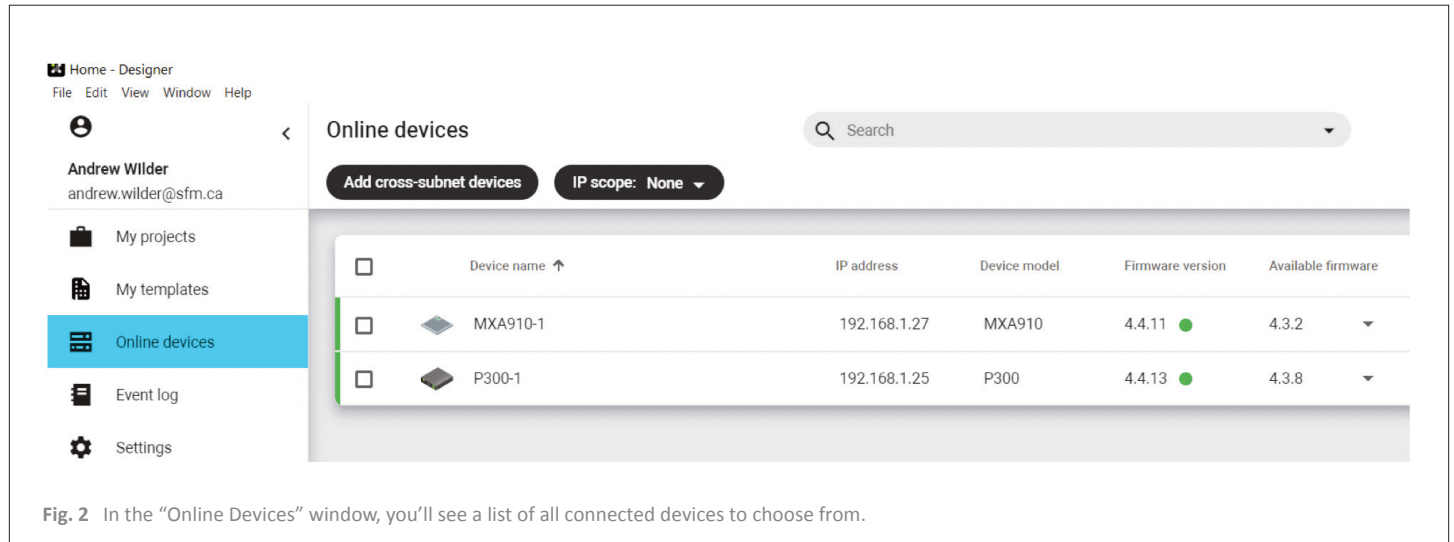 Home - Designer
File Edit View Window Help
Andrew WIlder
andrew.wilder@sfm.ca
My projects
My templates
Online devices
Event log
Settings
Online devices
Search
Add cross-subnet devices
IP scope: None
Device name IP address Device model Firmware version Available firmware
MXA910-1 192.168.1.27 MXA910 4.4.11 4.3.2
P300-1 192.168.1.25 P300 4.4.13 4.3.8
Fig. 2 In the “Online Devices” window, you’ll see a list of all connected devices to choose from.